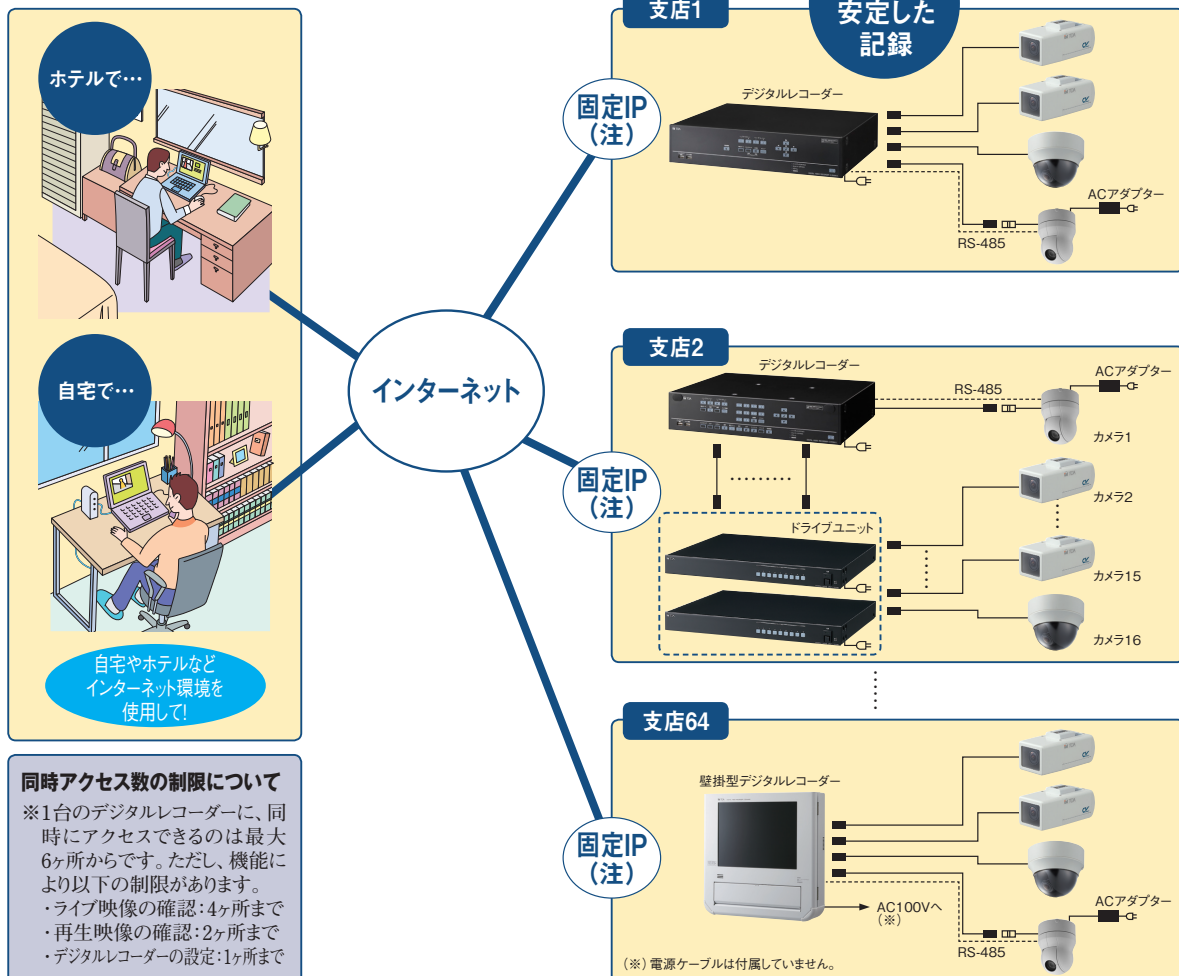 ホテルで…
自宅で…
自宅やホテルなど
インターネット環境を
使用して!
同時アクセス数の制限について
※1台のデジタルレコーダーに、同
時にアクセスできるのは最大
6ヶ所からです。ただし、機能に
より以下の制限があります。
・ライブ映像の確認:4ヶ所まで
・再生映像の確認:2ヶ所まで
・デジタルレコーダーの設定:1ヶ所まで
インターネット
固定IP
(注)
固定IP
(注)
固定IP
(注)
支店1
安定した
記録
デジタルレコーダー
ACアダプター
RS-485
支店2
デジタルレコーダー
RS-485
ACアダプター
カメラ1
カメラ2
ドライブユニット
カメラ15
カメラ16
支店64
壁掛型デジタルレコーダー
AC100Vへ
(※)
ACアダプター
RS-485
(※)電源ケーブルは付属していません。